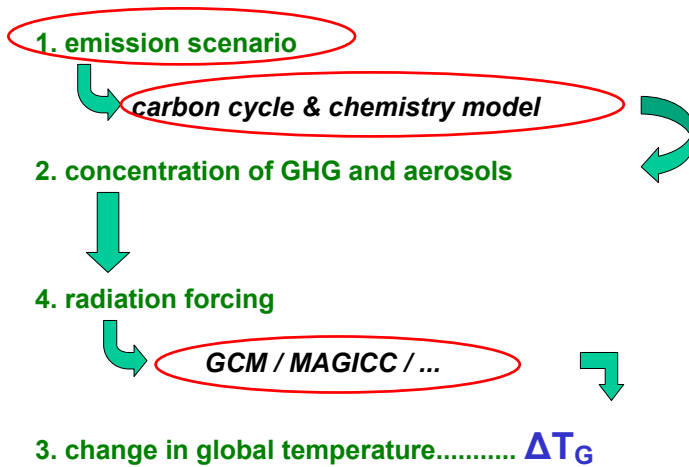 1. emission scenario
carbon cycle & chemistry model
2. concentration of GHG and aerosols
4. radiation forcing
GCM / MAGICC / ...
3. change in global temperature........... ΔTG